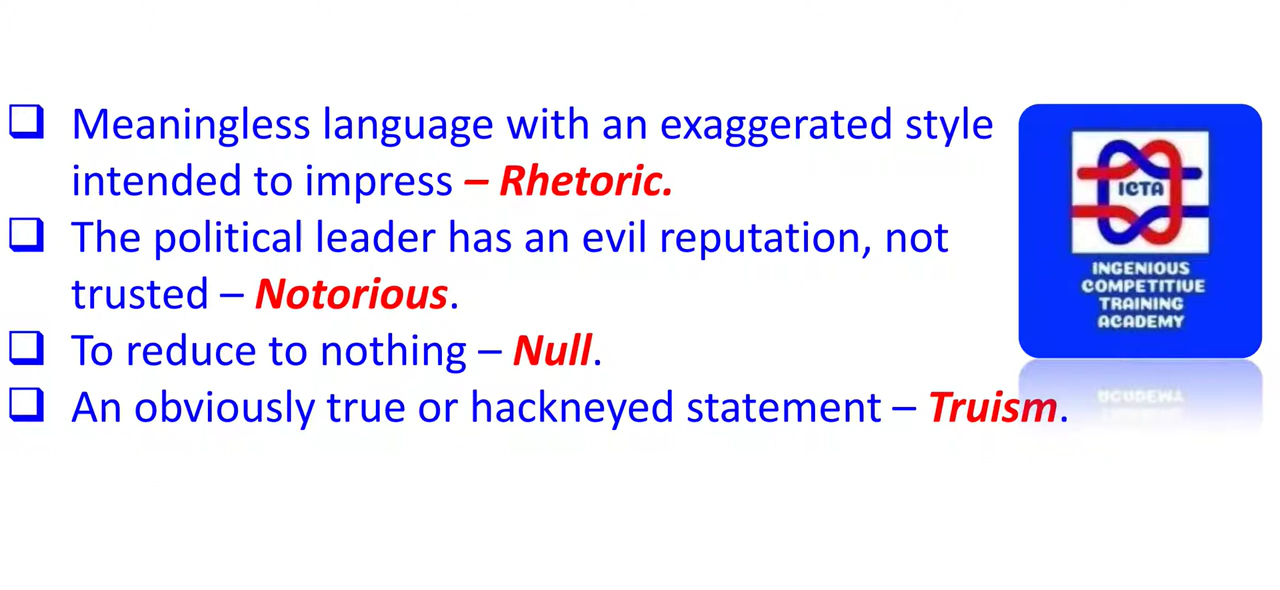 Meaningless language with an exaggerated style
intended to impress – Rhetoric.
The political leader has an evil reputation, not
trusted – Notorious.
To reduce to nothing – Null.
An obviously true or hackneyed statement – Truism.
ICTA
INGENIOUS
COMPETITIVE
TRAINING
ACADEMY